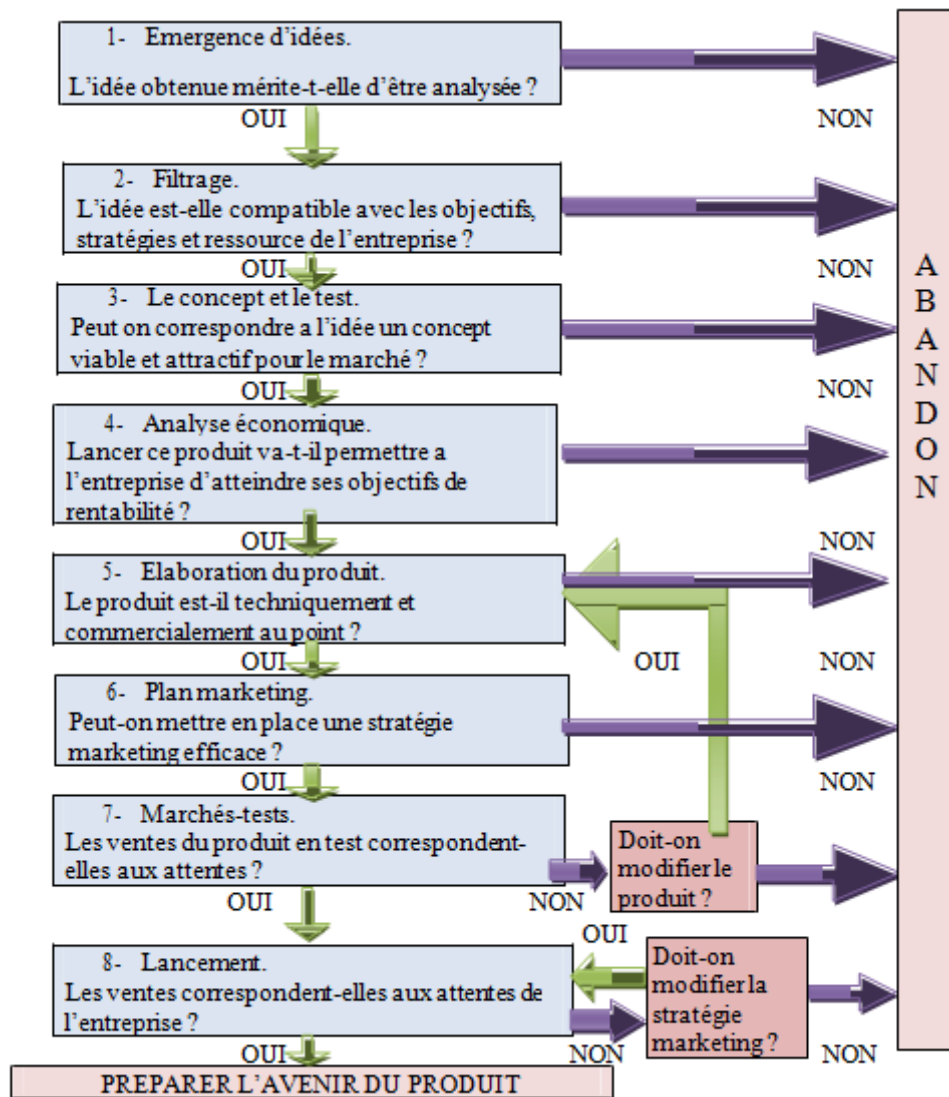 1- Emergence d'idées.
L'idée obtenue mérite-t-elle d'être analysée ?
OUI
NON
2- Filtrage.
L'idée est-elle compatible avec les objectifs,
stratégies et ressource de l'entreprise ?
OUI
NON
3- Le concept et le test.
Peut on correspondre a l'idée un concept
viable et attractif pour le marché ?
OUI
NON
4- Analyse économique.
Lancer ce produit va-t-il permettre a
l'entreprise d'atteindre ses objectifs de
rentabilité ?
OUI
NON
5- Elaboration du produit.
Le produit est-il techniquement et
commercialement au point ?
OUI
OUI
NON
6- Plan marketing.
Peut-on mettre en place une stratégie
marketing efficace ?
OUI
NON
7- Marchés-tests.
Les ventes du produit en test correspondent-
elles aux attentes ?
OUI
NON
Doit-on
modifier le
produit ?
8- Lancement.
Les ventes correspondent-elles aux attentes de
l'entreprise ?
OUI
NON
OUI
Doit-on
modifier la
stratégie
marketing ?
NON
A
B
A
N
D
O
N
PREPARER L'AVENIR DU PRODUIT